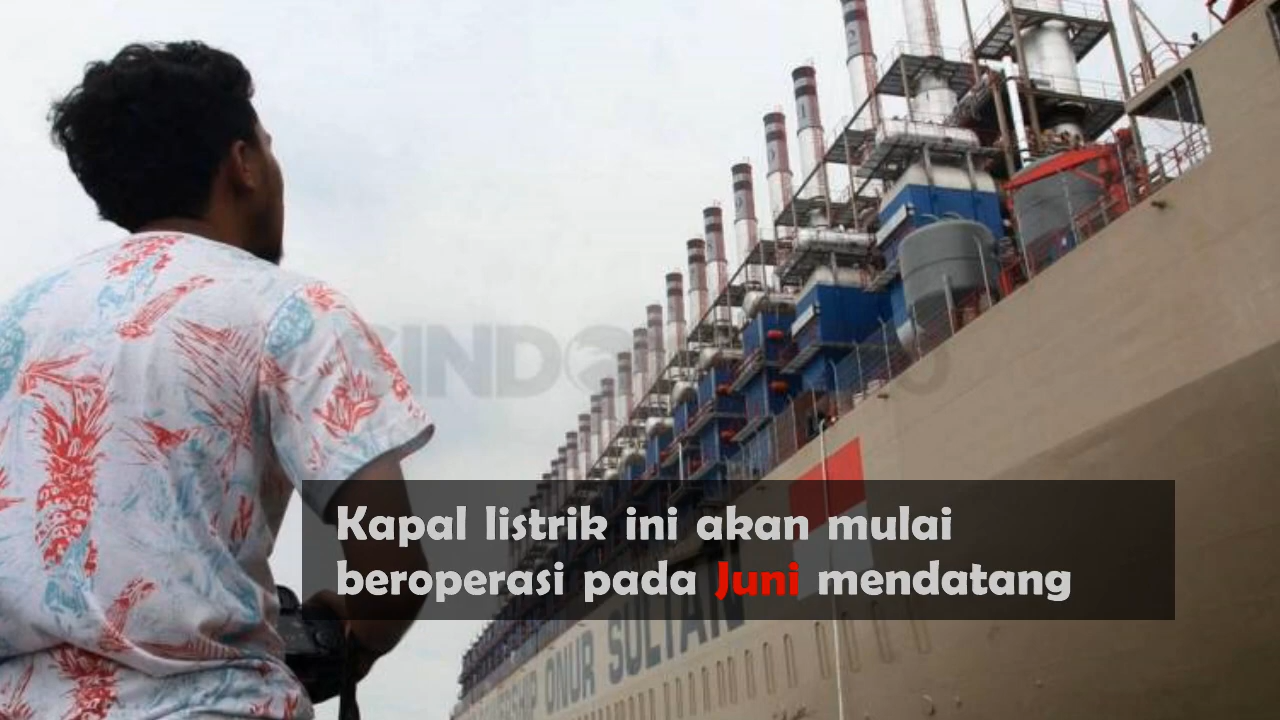 Kapal listrik ini akan mulai
beroperasi pada Juni mendatang
ONUR SULTAN